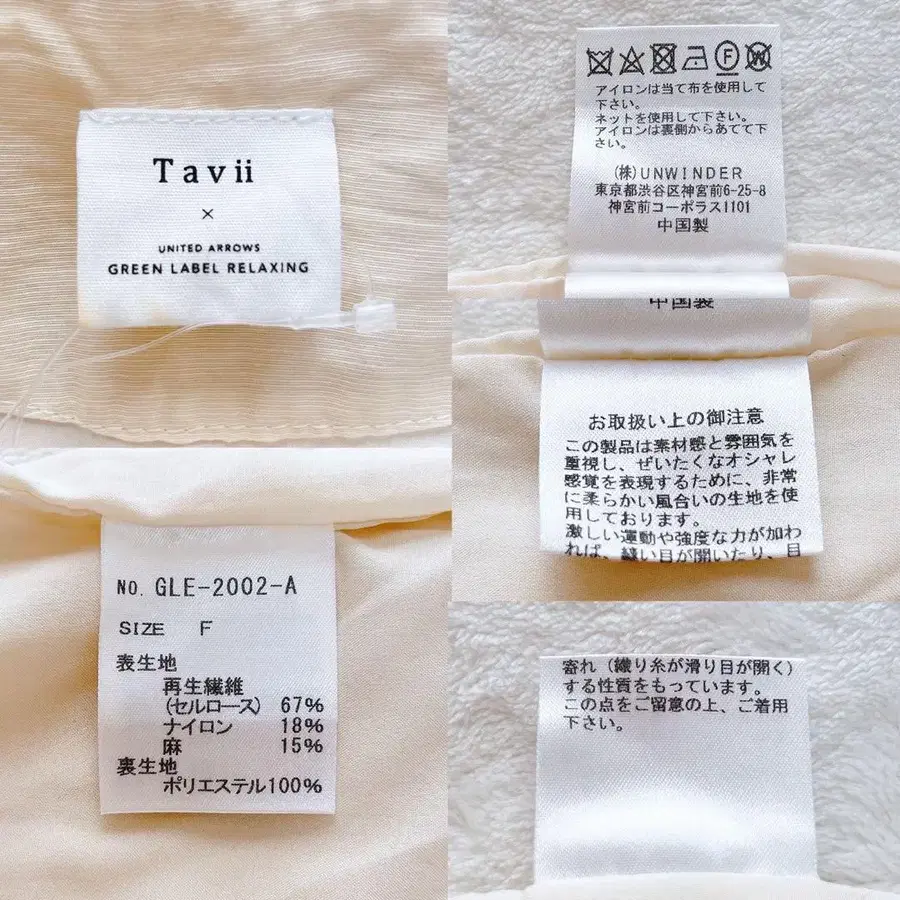 Tavii
×
UNITED ARROWS
GREEN LABEL RELAXING
NO. GLE-2002-A
SIZE F
表生地
再生繊維
(セルロース) 67%
ナイロン 18%
麻 15%
裏生地
ポリエステル100%
F W
アイロンは当て布を使用して
下さい。
ネットを使用して下さい。
アイロンは裏側からあてて下
さい。
(株)UNWINDER
東京都渋谷区神宮前6-25-8
神宮前コーポラス1101
中国製
中国製
お取扱い上の御注意
この製品は素材感と雰囲気を
重視し、ぜいたくなオシャレ
感覚を表現するために、非常
に柔らかい風合いの生地を使
用しております。
激しい運動や強度な力が加わ
れば、縫い目が開いたり、目
寄れ(織り糸が滑り目が開く)
する性質をもっています。
この点をご留意の上、ご着用
下さい。